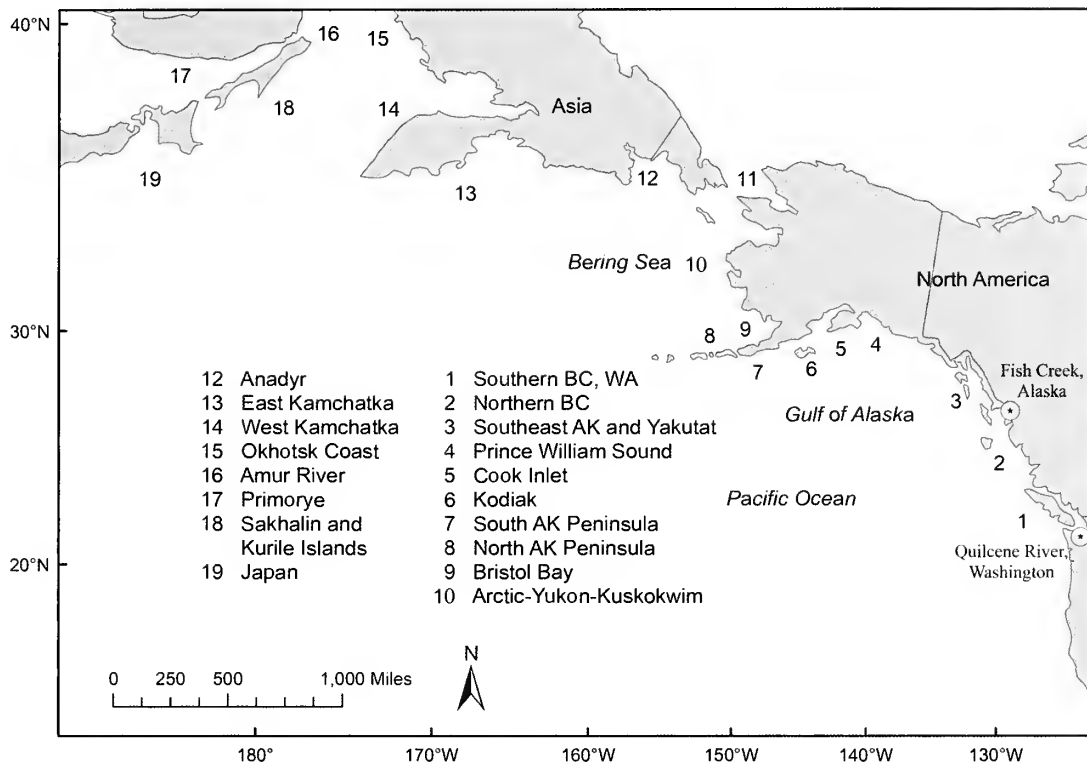 40°N
16
15
17
18
14
Asia
19
13
12
11
Bering Sea
10
North America
30°N
8
9
7
6
5
4
3
Fish Creek,
Alaska
Gulf of Alaska
2
Pacific Ocean
1
Quilcene River,
Washington
20°N
12 Anadyr
13 East Kamchatka
14 West Kamchatka
15 Okhotsk Coast
16 Amur River
17 Primorye
18 Sakhalin and
Kurile Islands
19 Japan
1 Southern BC, WA
2 Northern BC
3 Southeast AK and Yakutat
4 Prince William Sound
5 Cook Inlet
6 Kodiak
7 South AK Peninsula
8 North AK Peninsula
9 Bristol Bay
10 Arctic-Yukon-Kuskokwim
N
0 250 500 1,000 Miles
180° 170°W 160°W 150°W 140°W 130°W